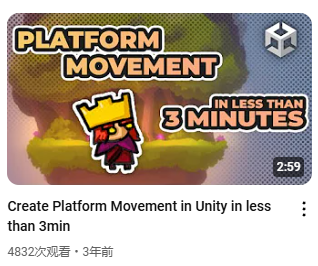 PLATFORM
MOVEMENT
IN LESS THAN
3 MINUTES
2:59
Create Platform Movement in Unity in less
than 3min
4832次观看・3年前